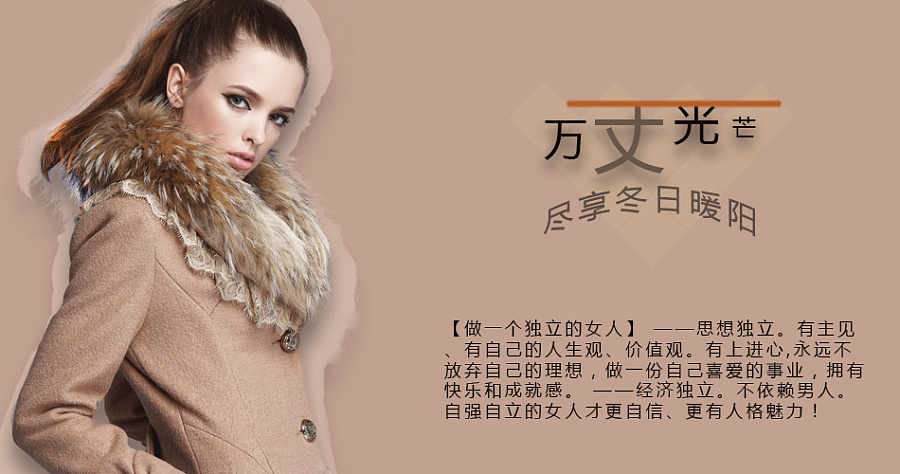 万丈光芒
尽享冬日暖阳
【做一个独立的女人】 ——思想独立。有主见
、有自己的人生观、价值观。有上进心,永远不
放弃自己的理想，做一份自己喜爱的事业，拥有
快乐和成就感。 ——经济独立。不依赖男人。
自强自立的女人才更自信、更有人格魅力！